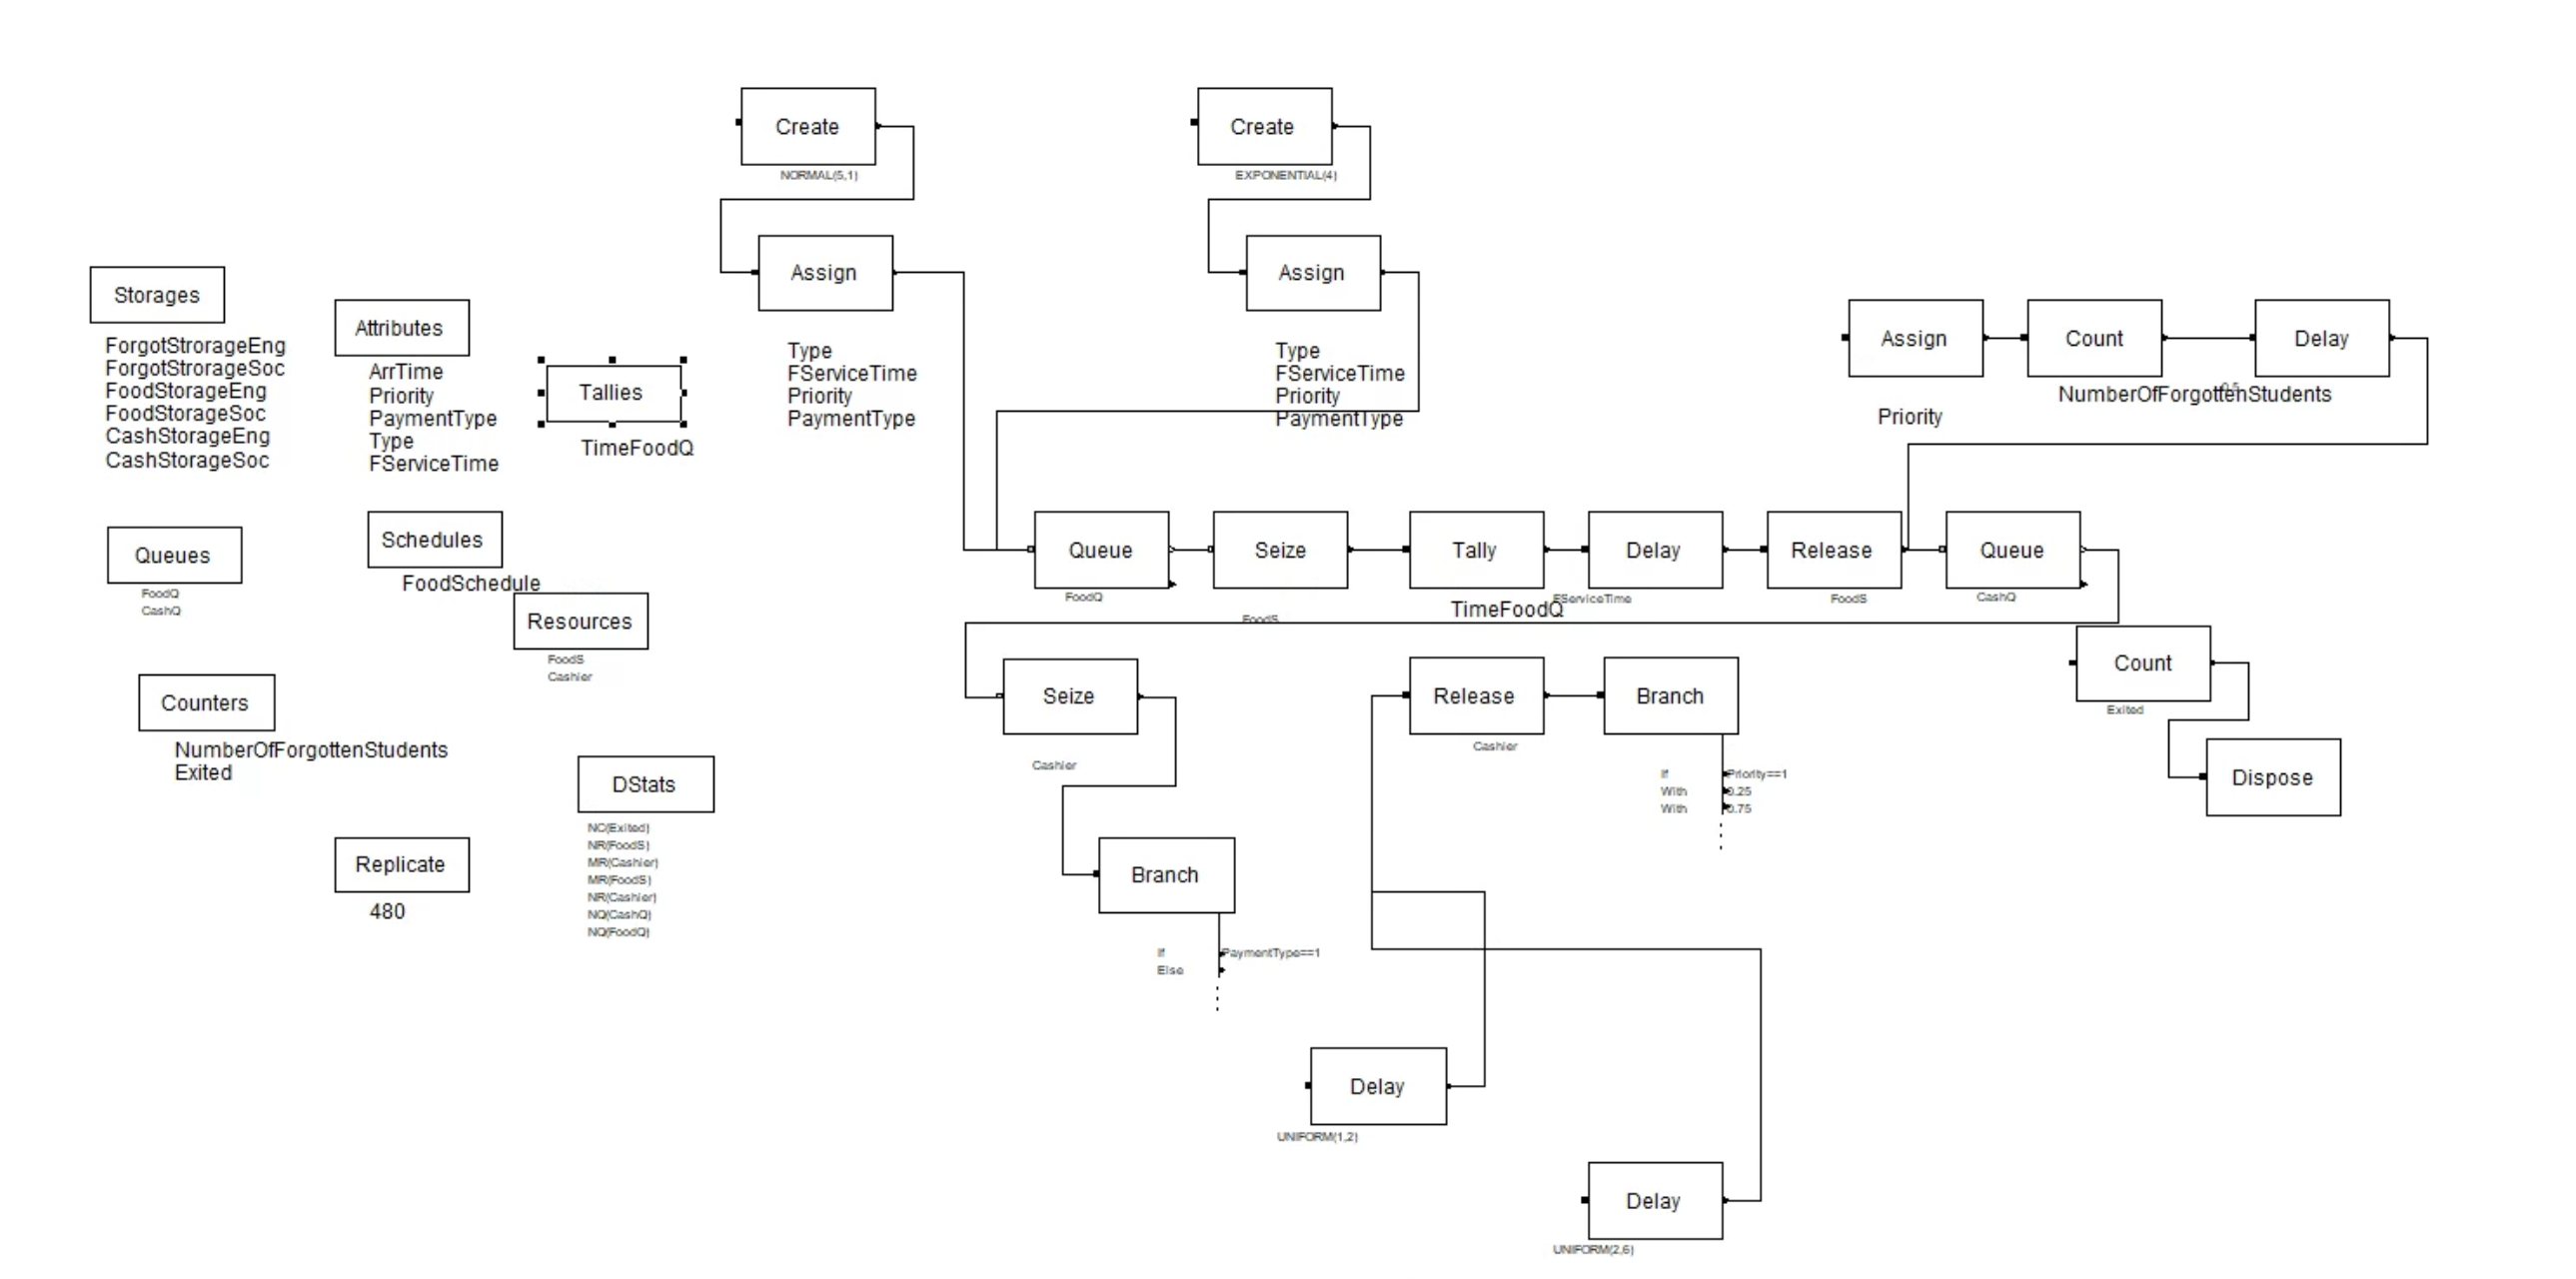 Create
NORMAL(5,1)
Create
EXPONENTIAL(4)
Assign
Type
FServiceTime
Priority
PaymentType
Assign
Type
FServiceTime
Priority
PaymentType
Storages
ForgotStrorageEng
ForgotStrorageSoc
FoodStorageEng
FoodStorageSoc
CashStorageEng
CashStorageSoc
Attributes
ArrTime
Priority
PaymentType
Type
FServiceTime
Tallies
TimeFoodQ
Assign
Priority
Count
NumberOfForgottenStudents
Delay
0.5
Queues
FoodQ
CashQ
Schedules
FoodSchedule
Resources
FoodS
Cashier
Queue
FoodQ
Seize
FoodS
Tally
TimeFoodQ
Delay
FServiceTime
Release
FoodS
Queue
CashQ
Counters
NumberOfForgottenStudents
Exited
DStats
NC(Exited)
NR(FoodS)
MR(Cashier)
MR(FoodS)
NR(Cashier)
NQ(CashQ)
NQ(FoodQ)
Replicate
480
Seize
Cashier
Branch
If PaymentType==1
Else
Release
Cashier
Branch
If Priority==1
With 0.25
With 0.75
Count
Exited
Dispose
Delay
UNIFORM(1,2)
Delay
UNIFORM(2,6)